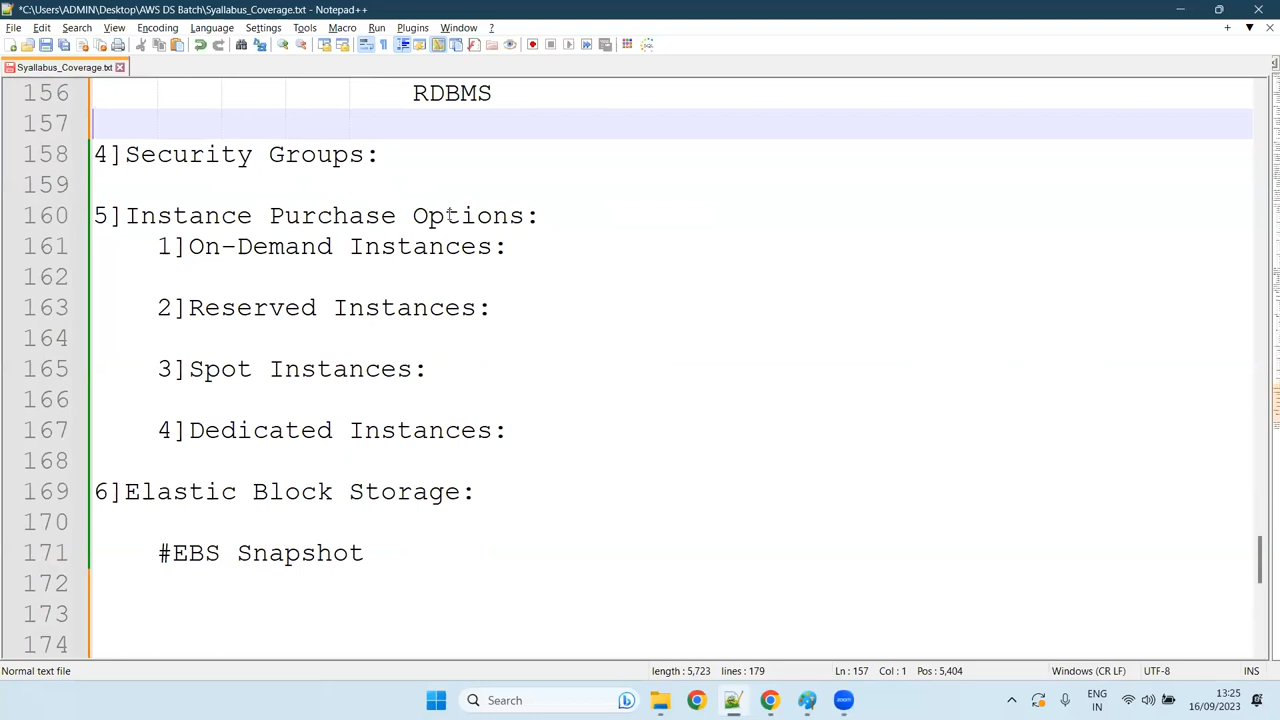 *C:\Users\ADMIN\Desktop\AWS DS Batch\Syallabus_Coverage.txt - Notepad++
File Edit Search View Encoding Language Settings Tools Macro Run Plugins Window ?
Syallabus_Coverage.txt
156 RDBMS
157
158 4]Security Groups:
159
160 5]Instance Purchase Options:
161 1]On-Demand Instances:
162
163 2]Reserved Instances:
164
165 3]Spot Instances:
166
167 4]Dedicated Instances:
168
169 6]Elastic Block Storage:
170
171 #EBS Snapshot
172
173
174
Normal text file length : 5,723 lines : 179 Ln : 157 Col : 1 Pos : 5,404 Windows (CR LF) UTF-8 INS
Search zoom ENG 13:25
IN 16/09/2023